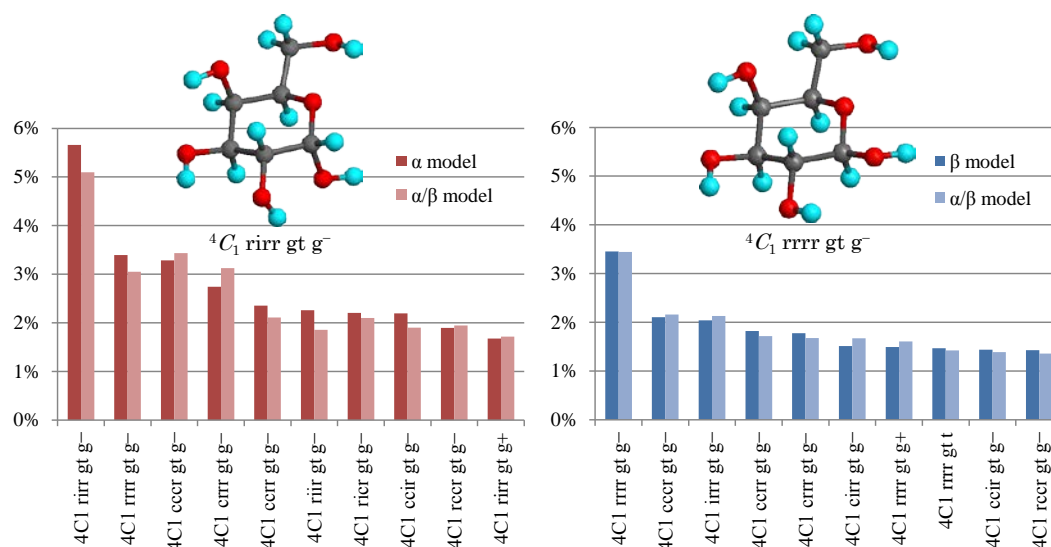 6%
5%
4%
3%
2%
1%
0%
α model
α/β model
⁴C₁ rirr gt g⁻
4C1 rirr gt g−
4C1 rrrr gt g−
4C1 cccr gt g−
4C1 crrr gt g−
4C1 ccrr gt g−
4C1 riir gt g−
4C1 ricr gt g−
4C1 ccir gt g−
4C1 rccr gt g−
4C1 rirr gt g+
6%
5%
4%
3%
2%
1%
0%
β model
α/β model
⁴C₁ rrrr gt g⁻
4C1 rrrr gt g-
4C1 cccr gt g−
4C1 irrr gt g−
4C1 ccrr gt g−
4C1 crrr gt g−
4C1 cirr gt g−
4C1 rrrr gt g+
4C1 rrrr gt t
4C1 ccir gt g−
4C1 rccr gt g−